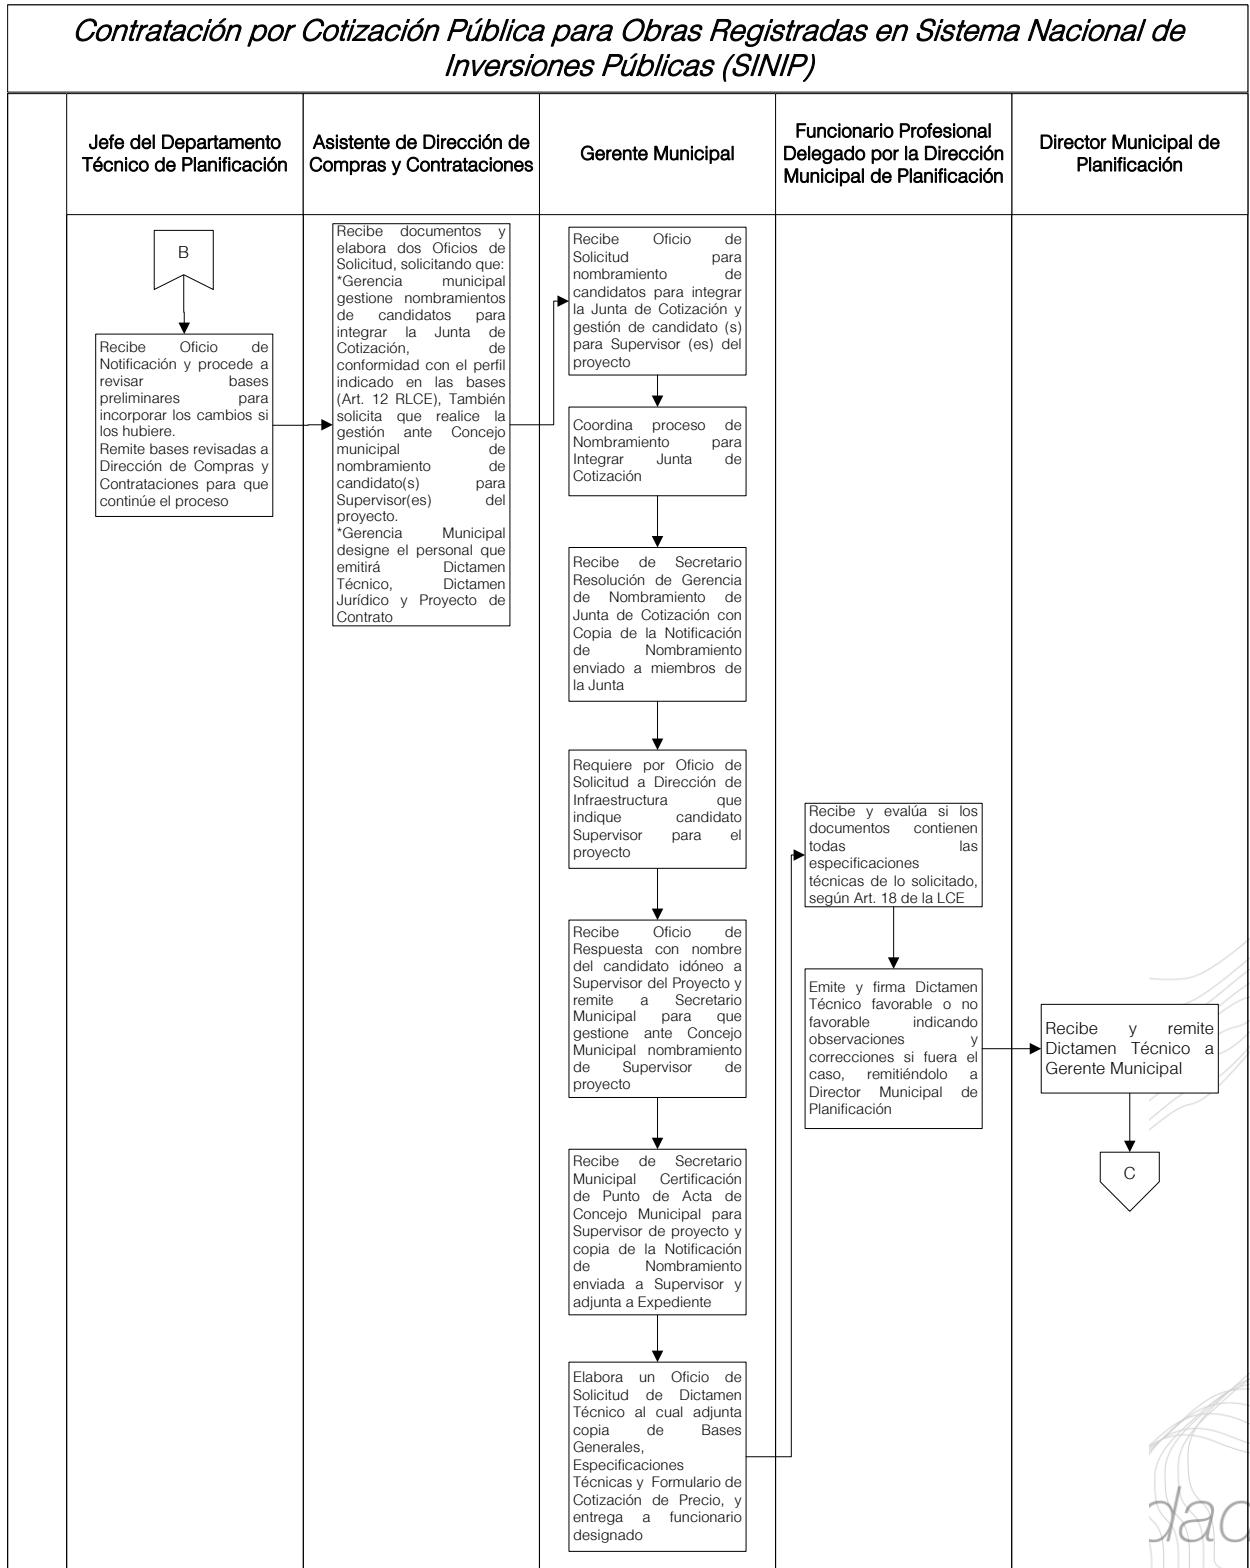 Contratación por Cotización Pública para Obras Registradas en Sistema Nacional de
Inversiones Públicas (SINIP)
Jefe del Departamento
Técnico de Planificación
Asistente de Dirección de
Compras y Contrataciones
Gerente Municipal
Funcionario Profesional
Delegado por la Dirección
Municipal de Planificación
Director Municipal de
Planificación
B
Recibe Oficio de
Notificación y procede a
revisar bases
preliminares para
incorporar los cambios si
los hubiere.
Remite bases revisadas a
Dirección de Compras y
Contrataciones para que
continúe el proceso
Recibe documentos y
elabora dos Oficios de
Solicitud, solicitando que:
*Gerencia municipal
gestione nombramientos
de candidatos para
integrar la Junta de
Cotización, de
conformidad con el perfil
indicado en las bases
(Art. 12 RLCE), También
solicita que realice la
gestión ante Concejo
municipal de
nombramiento de
candidato(s) para
Supervisor(es) del
proyecto.
*Gerencia Municipal
designe el personal que
emitirá Dictamen
Técnico, Dictamen
Jurídico y Proyecto de
Contrato
Recibe Oficio de
Solicitud para
nombramiento de
candidatos para integrar
la Junta de Cotización y
gestión de candidato (s)
para Supervisor (es) del
proyecto
Coordina proceso de
Nombramiento para
Integrar Junta de
Cotización
Recibe de Secretario
Resolución de Gerencia
de Nombramiento de
Junta de Cotización con
Copia de la Notificación
de Nombramiento
enviado a miembros de
la Junta
Requiere por Oficio de
Solicitud a Dirección de
Infraestructura que
indique candidato
Supervisor para el
proyecto
Recibe Oficio de
Respuesta con nombre
del candidato idóneo a
Supervisor del Proyecto y
remite a Secretario
Municipal para que
gestione ante Concejo
Municipal nombramiento
de Supervisor de
proyecto
Recibe de Secretario
Municipal Certificación
de Punto de Acta de
Concejo Municipal para
Supervisor de proyecto y
copia de la Notificación
de Nombramiento
enviada a Supervisor y
adjunta a Expediente
Elabora un Oficio de
Solicitud de Dictamen
Técnico al cual adjunta
copia de Bases
Generales,
Especificaciones
Técnicas y Formulario de
Cotización de Precio, y
entrega a funcionario
designado
Recibe y evalúa si los
documentos contienen
todas las
especificaciones
técnicas de lo solicitado,
según Art. 18 de la LCE
Emite y firma Dictamen
Técnico favorable o no
favorable indicando
observaciones y
correcciones si fuera el
caso, remitiéndolo a
Director Municipal de
Planificación
Recibe y remite
Dictamen Técnico a
Gerente Municipal
C
dad